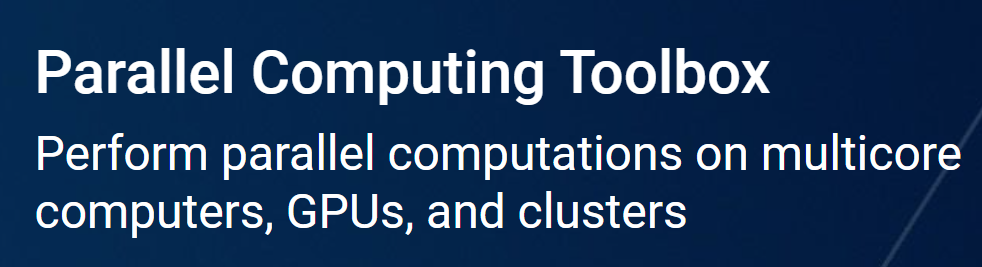 Parallel Computing Toolbox
Perform parallel computations on multicore
computers, GPUs, and clusters